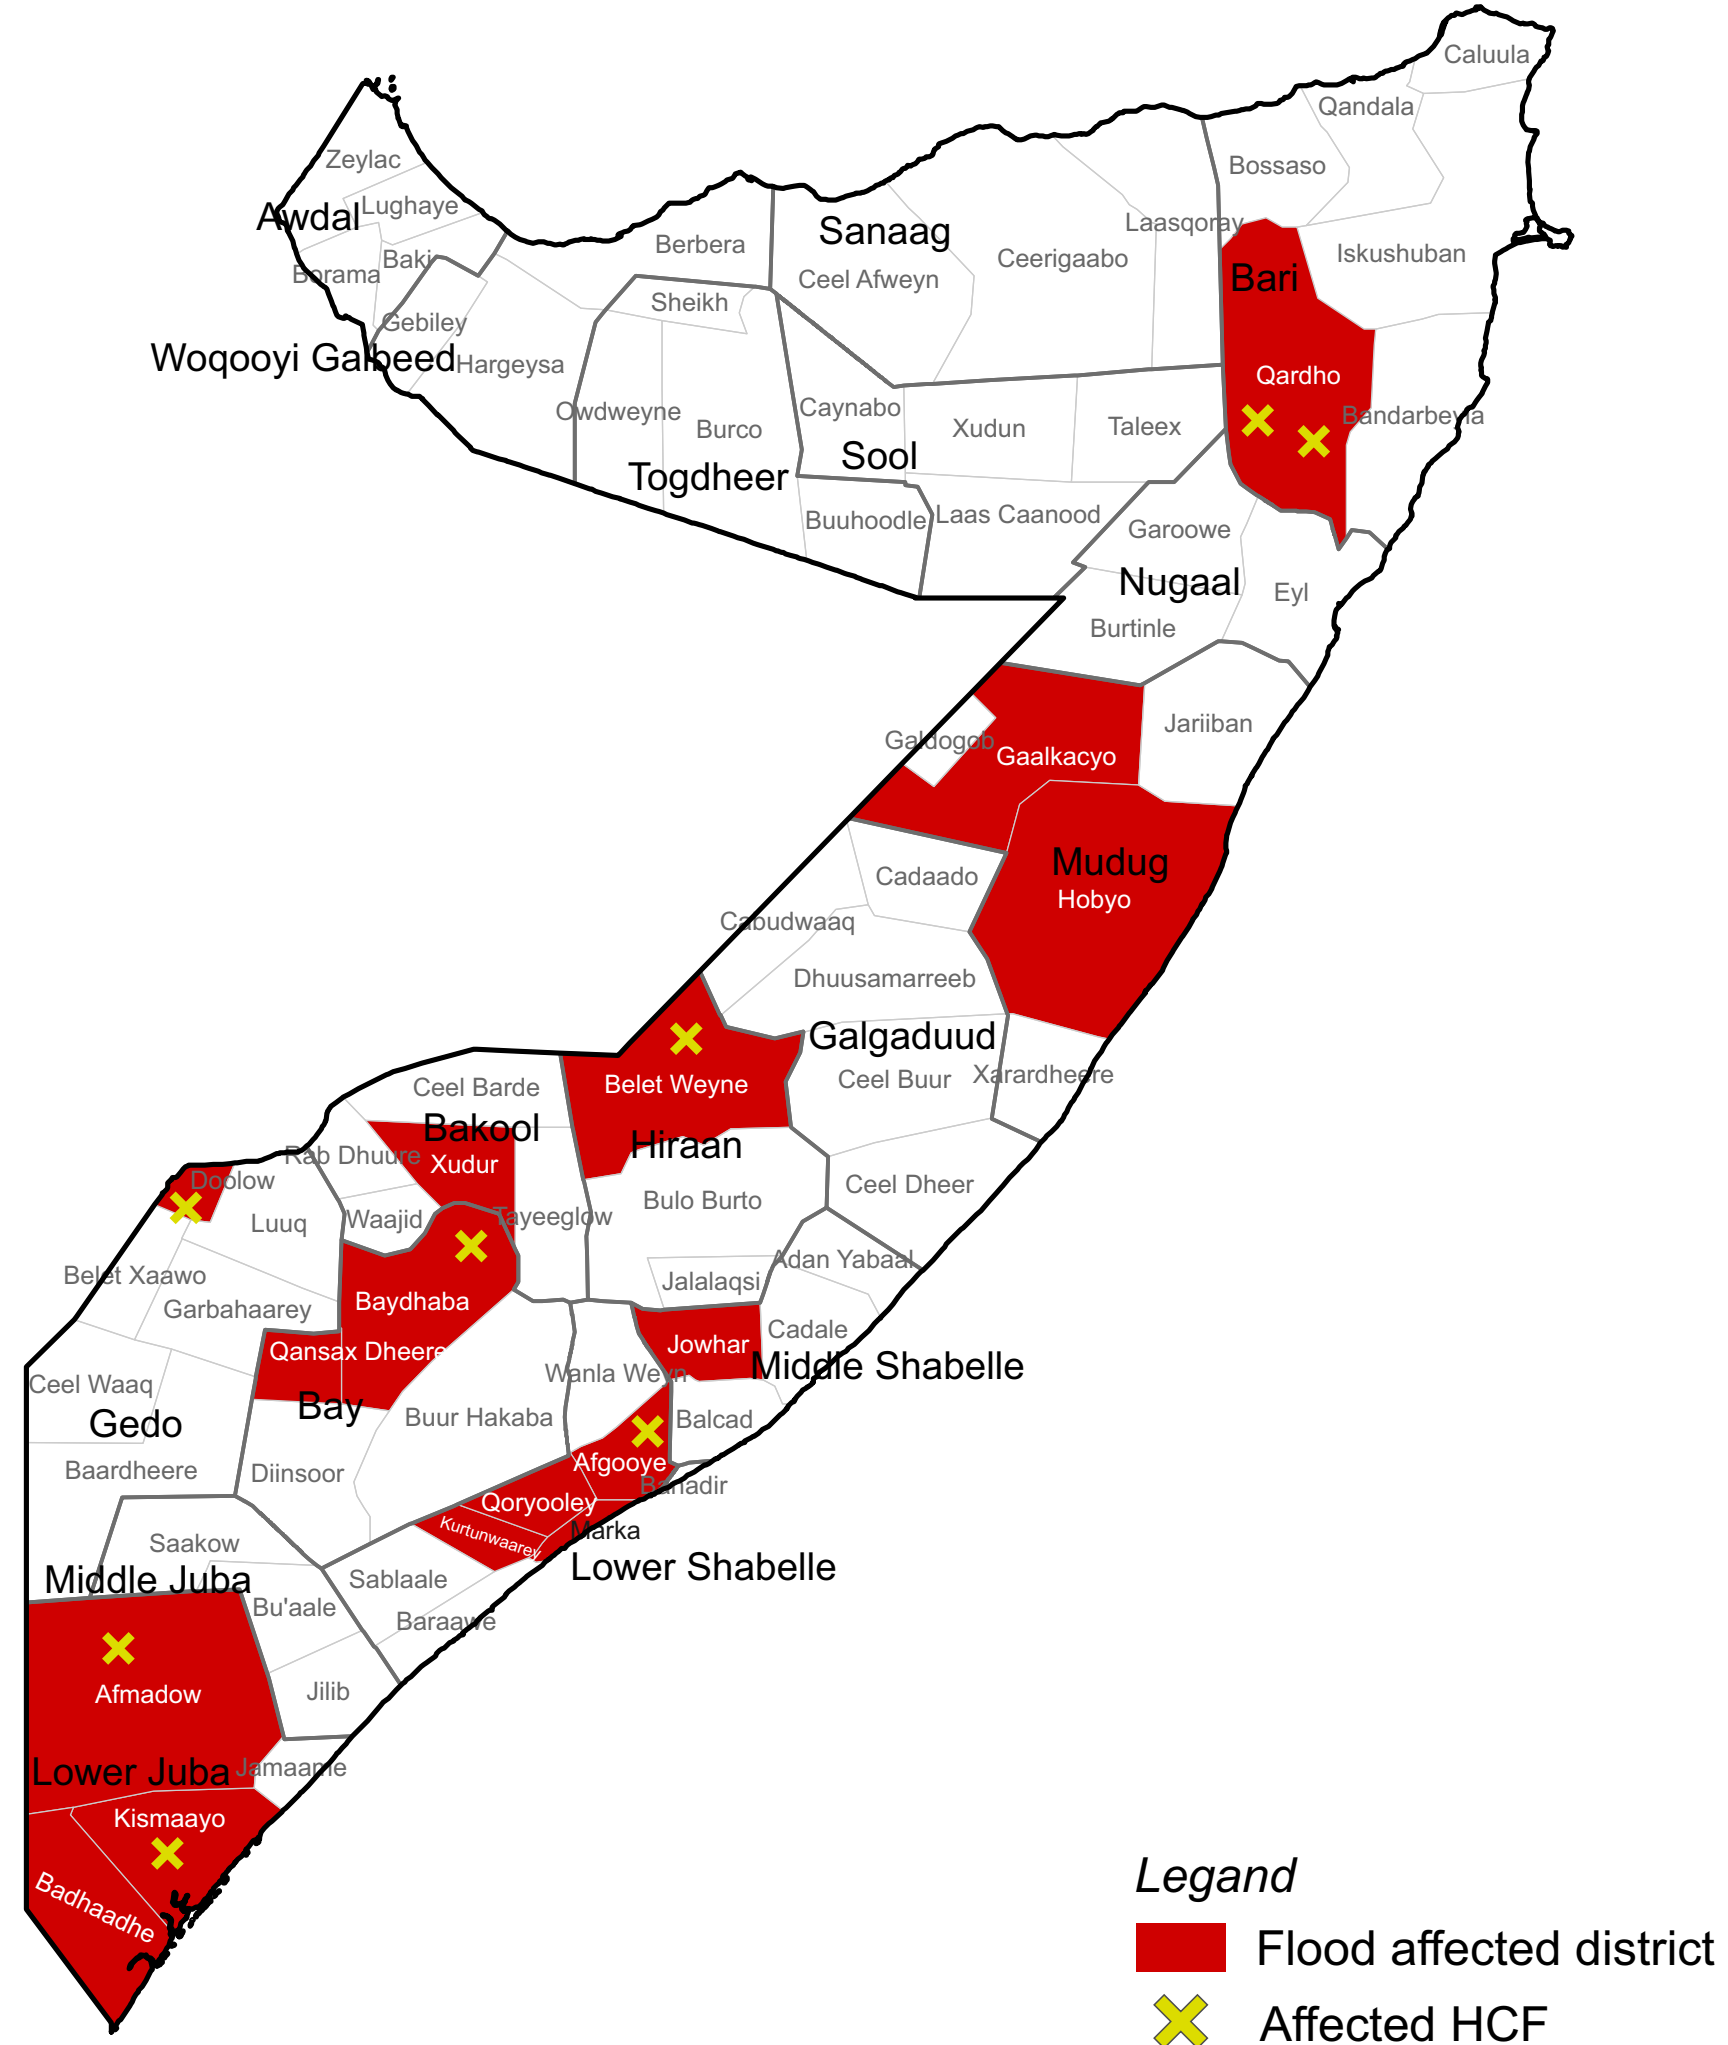 Caluula
Qandala
Zeylac
Bossaso
Lughaye
Awdal
Laasqoray
Sanaag
Berbera
Iskushuban
Baki
Ceerigaabo
Borama
Bari
Ceel Afweyn
Sheikh
Gebiley
Woqooyi Galbeed
Hargeysa
Qardho
Owdweyne
Caynabo
Bandarbeyla
Burco
Xudun
Taleex
Sool
Togdheer
Buuhoodle
Laas Caanood
Garoowe
Nugaal
Eyl
Burtinle
Jariiban
Galdogob
Gaalkacyo
Mudug
Cadaado
Hobyo
Cabudwaaq
Dhuusamarreeb
Galgaduud
Xarardheere
Ceel Buur
Belet Weyne
Ceel Barde
Bakool
Hiraan
Rab Dhuure
Xudur
Doolow
Ceel Dheer
Bulo Burto
Luuq
Waajid
Tayeeglow
Adan Yabaal
Belet Xaawo
Jalalaqsi
Baydhaba
Garbahaarey
Cadale
Jowhar
Qansax Dheere
Middle Shabelle
Wanla Weyn
Ceel Waaq
Bay
Buur Hakaba
Balcad
Gedo
Afgooye
Baardheere
Diinsoor
Banadir
Qoryooley
Marka
Kurtunwaarey
Saakow
Lower Shabelle
Middle Juba
Sablaale
Bu'aale
Baraawe
Jilib
Afmadow
Lower Juba
Jamaame
Kismaayo
Badhaadhe
Legand
Flood affected district
Affected HCF